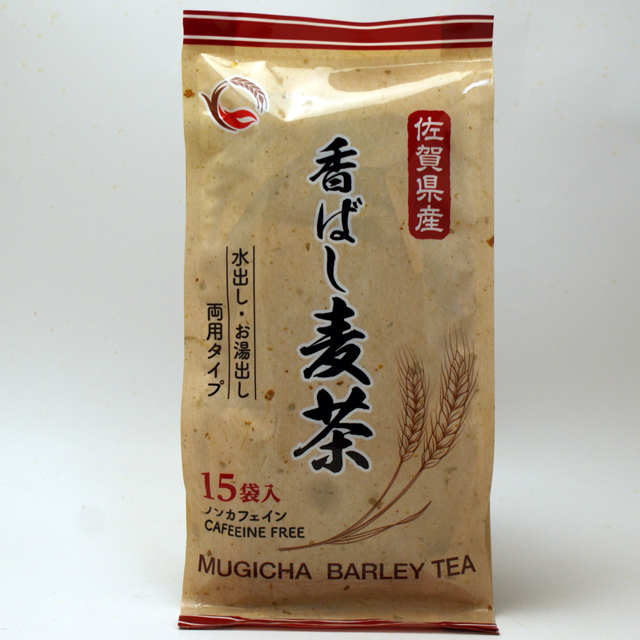 佐賀県産
香ばし麦茶
水出し・お湯出し
両用タイプ
15袋入
ノンカフェイン
CAFEEINE FREE
MUGICHA BARLEY TEA